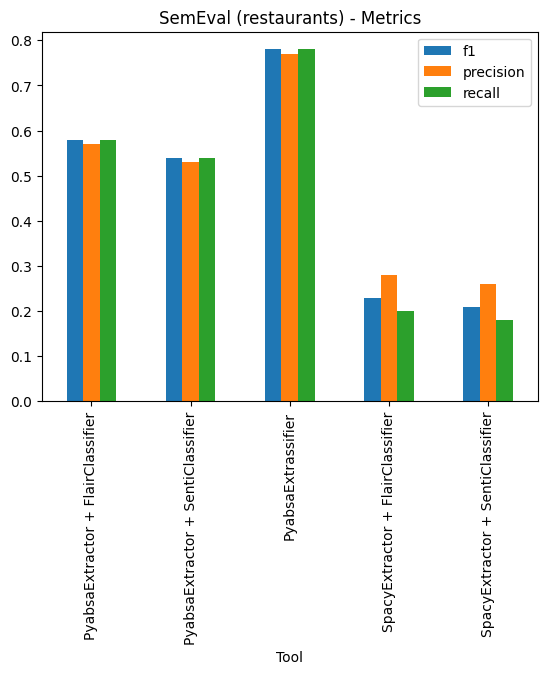 SemEval (restaurants) - Metrics
f1
precision
recall
0.8
0.7
0.6
0.5
0.4
0.3
0.2
0.1
0.0
PyabsaExtractor + FlairClassifier
PyabsaExtractor + SentiClassifier
PyabsaExtrassifier
SpacyExtractor + FlairClassifier
SpacyExtractor + SentiClassifier
Tool